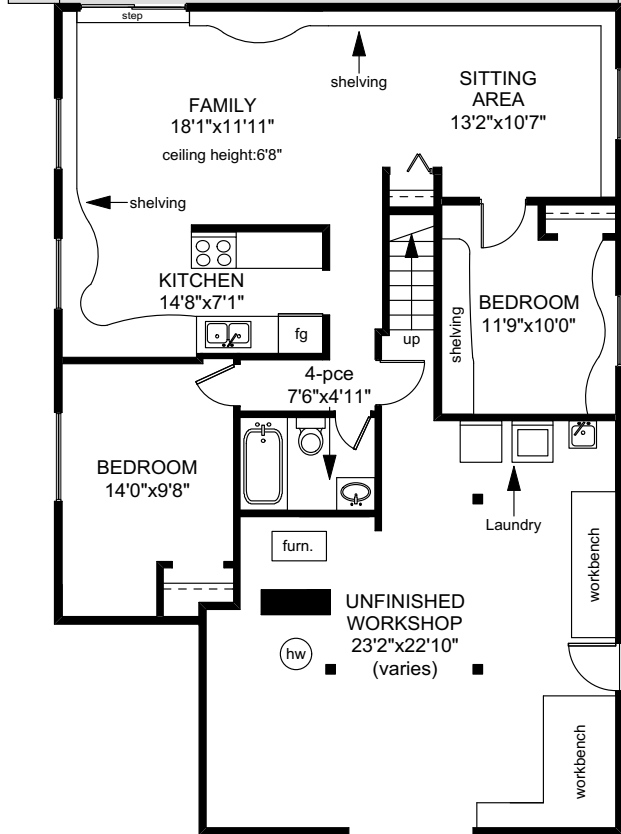 step
shelving
FAMILY
18'1"x11'11"
ceiling height:6'8"
SITTING
AREA
13'2"x10'7"
shelving
KITCHEN
14'8"x7'1"
fg
up
shelving
BEDROOM
11'9"x10'0"
4-pce
7'6"x4'11"
BEDROOM
14'0"x9'8"
Laundry
furn.
workbench
UNFINISHED
WORKSHOP
23'2"x22'10"
(varies)
hw
workbench